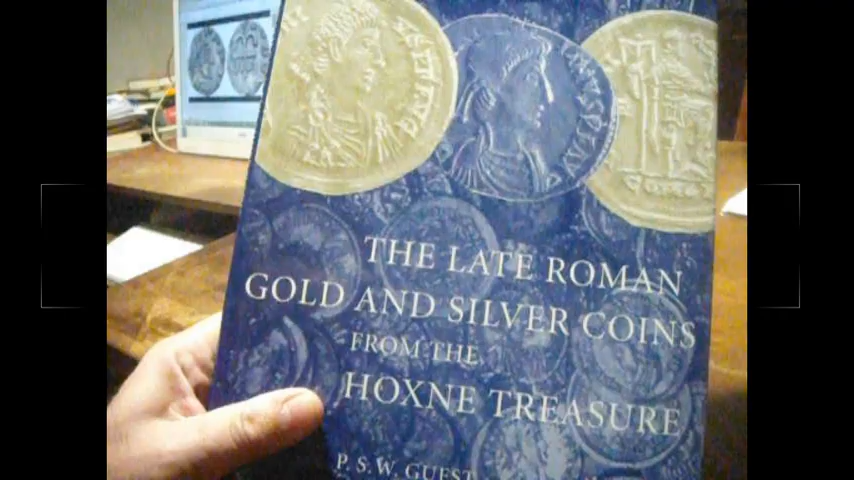 THE LATE ROMAN
GOLD AND SILVER COINS
FROM THE
HOXNE TREASURE
P. S. W. GUEST